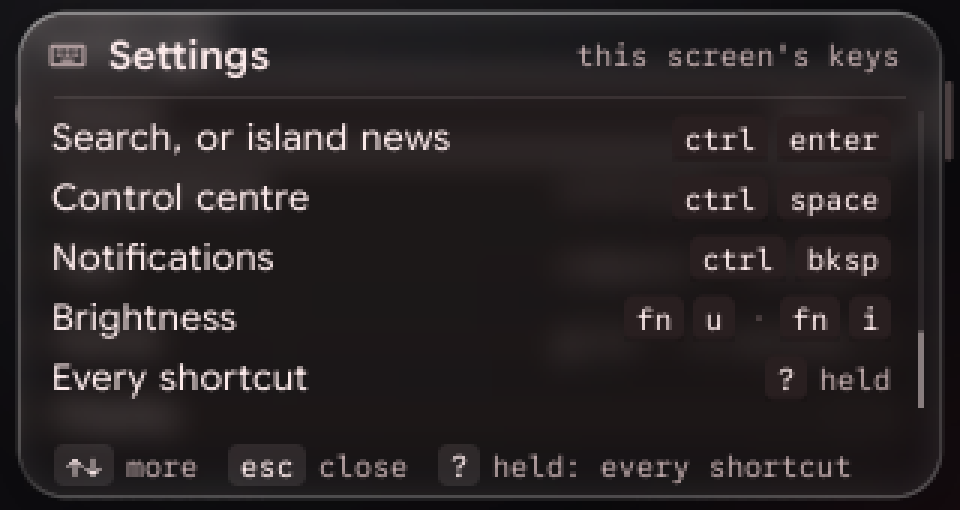 Settings this screen's keys
Search, or island news ctrl enter
Control centre ctrl space
Notifications ctrl bksp
Brightness fn u · fn i
Every shortcut ? held
↑↓ more esc close ? held: every shortcut